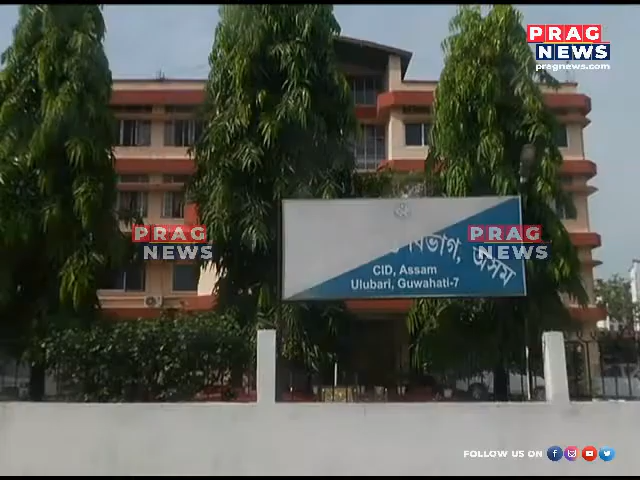 PRAG
NEWS
pragnews.com
PRAG
NEWS
PRAG
NEWS
অসম
CID, Assam
Ulubari, Guwahati-7
FOLLOW US ON